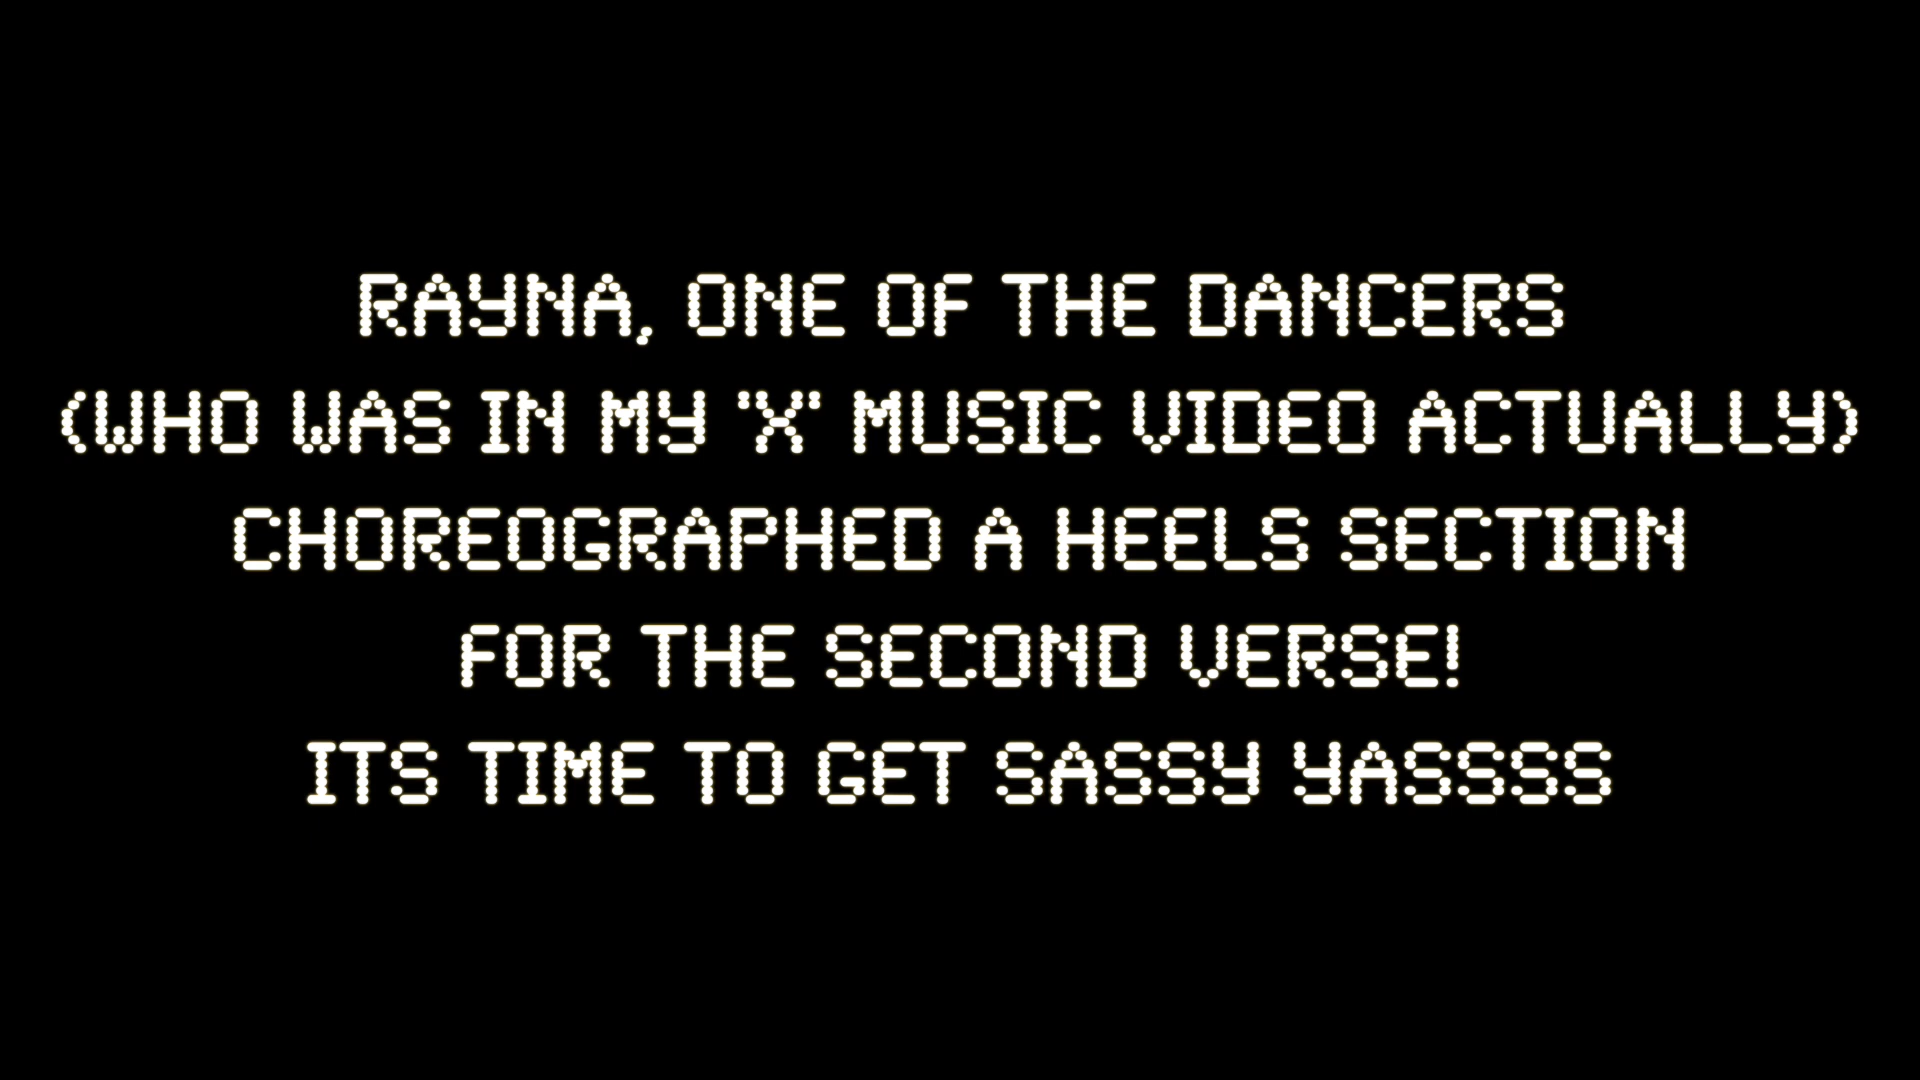 RAYNA, ONE OF THE DANCERS
(WHO WAS IN MY "X" MUSIC VIDEO ACTUALLY)
CHOREOGRAPHED A HEELS SECTION
FOR THE SECOND VERSE!
ITS TIME TO GET SASSY YASSSS